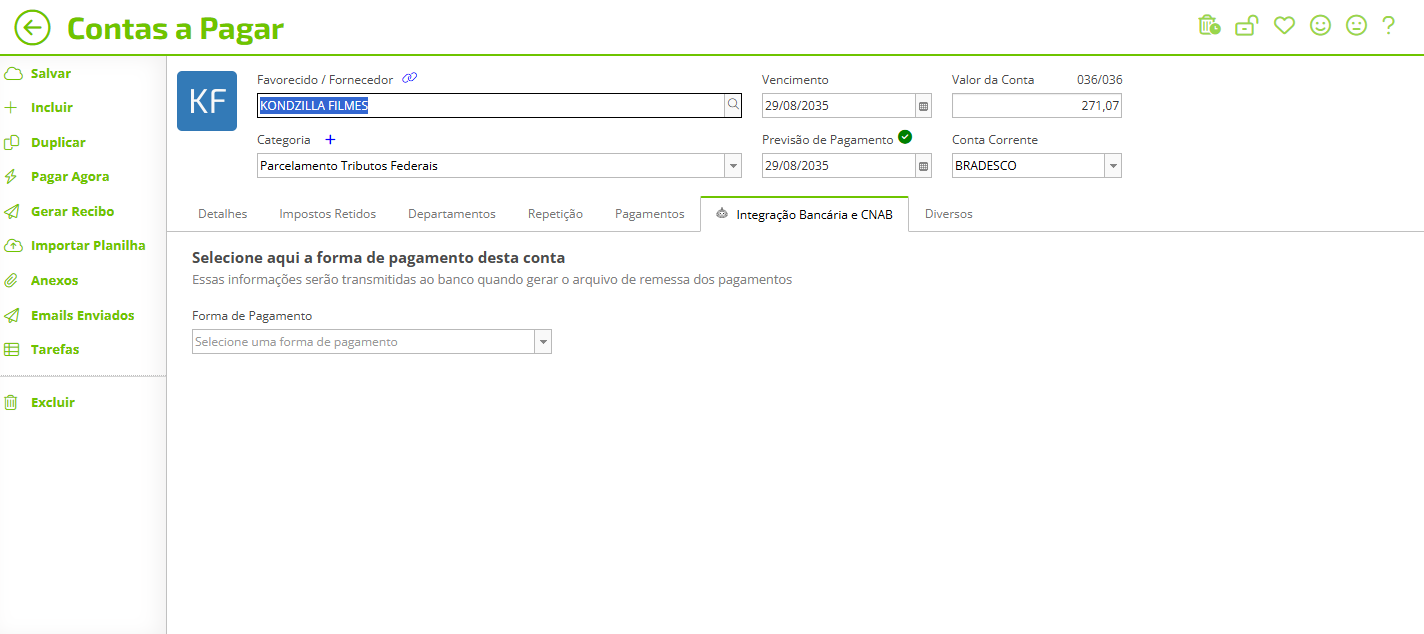 Contas a Pagar
?
Salvar
Incluir
Duplicar
Pagar Agora
Gerar Recibo
Importar Planilha
Anexos
Emails Enviados
Tarefas
Excluir
KF
Favorecido / Fornecedor
KONDZILLA FILMES
Vencimento
29/08/2035
Valor da Conta 036/036
271,07
Categoria +
Parcelamento Tributos Federais
Previsão de Pagamento
29/08/2035
Conta Corrente
BRADESCO
Detalhes Impostos Retidos Departamentos Repetição Pagamentos Integração Bancária e CNAB Diversos
Selecione aqui a forma de pagamento desta conta
Essas informações serão transmitidas ao banco quando gerar o arquivo de remessa dos pagamentos
Forma de Pagamento
Selecione uma forma de pagamento